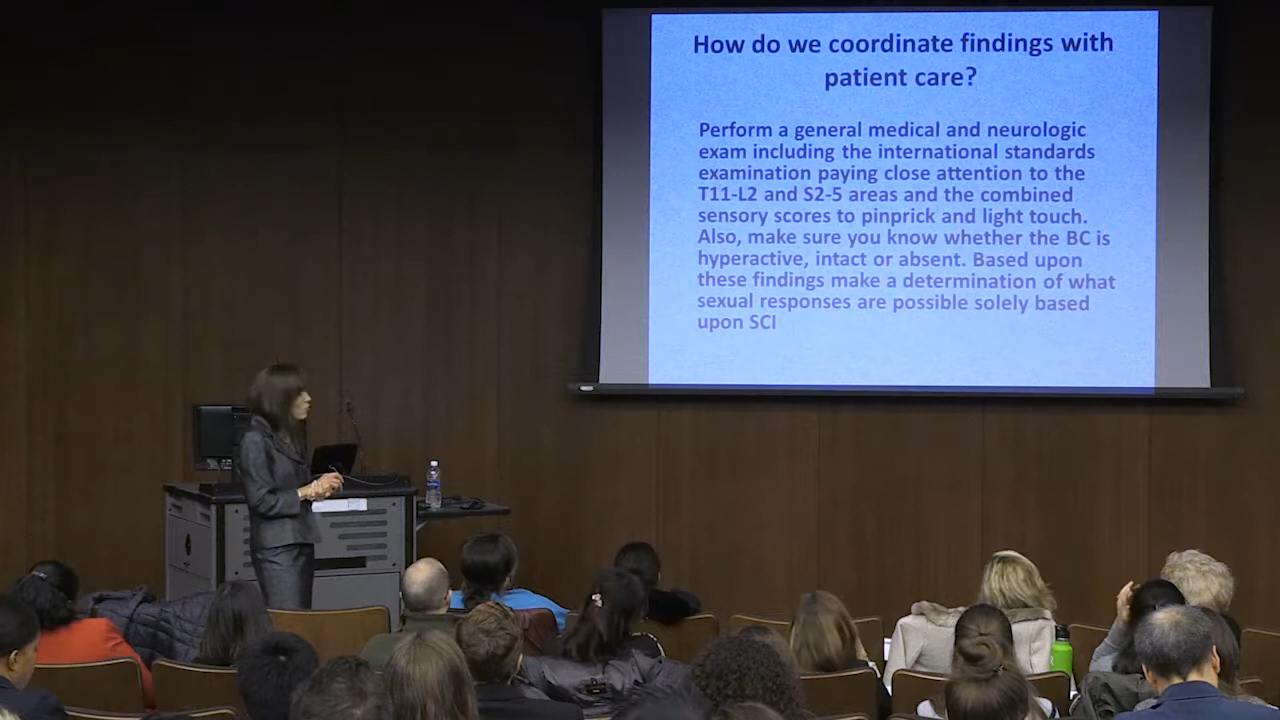 How do we coordinate findings with
patient care?
Perform a general medical and neurologic
exam including the international standards
examination paying close attention to the
T11-L2 and S2-5 areas and the combined
sensory scores to pinprick and light touch.
Also, make sure you know whether the BC is
hyperactive, intact or absent. Based upon
these findings make a determination of what
sexual responses are possible solely based
upon SCI